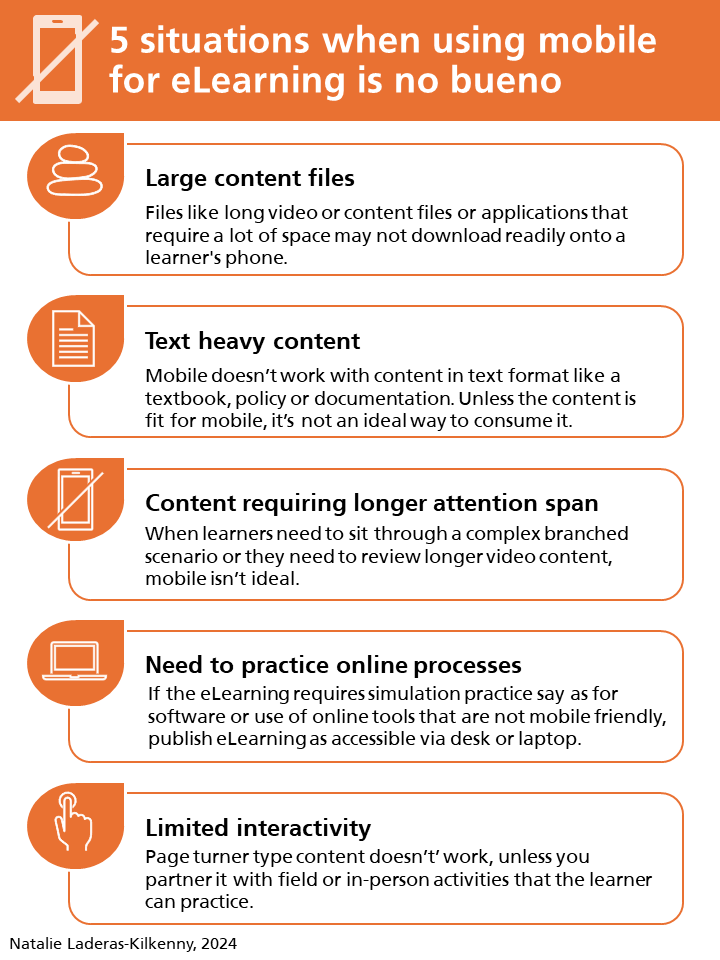 5 situations when using mobile
for eLearning is no bueno
Large content files
Files like long video or content files or applications that
require a lot of space may not download readily onto a
learner's phone.
Text heavy content
Mobile doesn’t work with content in text format like a
textbook, policy or documentation. Unless the content is
fit for mobile, it’s not an ideal way to consume it.
Content requiring longer attention span
When learners need to sit through a complex branched
scenario or they need to review longer video content,
mobile isn’t ideal.
Need to practice online processes
If the eLearning requires simulation practice say as for
software or use of online tools that are not mobile friendly,
publish eLearning as accessible via desk or laptop.
Limited interactivity
Page turner type content doesn’t’ work, unless you
partner it with field or in-person activities that the learner
can practice.
Natalie Laderas-Kilkenny, 2024